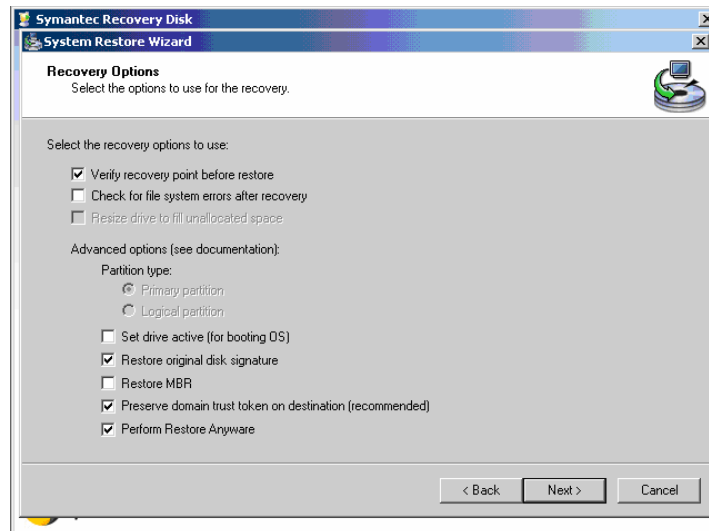 Symantec Recovery Disk
System Restore Wizard
Recovery Options
Select the options to use for the recovery.
Select the recovery options to use:
Verify recovery point before restore
Check for file system errors after recovery
Resize drive to fill unallocated space
Advanced options (see documentation):
Partition type:
Primary partition
Logical partition
Set drive active (for booting OS)
Restore original disk signature
Restore MBR
Preserve domain trust token on destination (recommended)
Perform Restore Anyware
< Back
Next >
Cancel